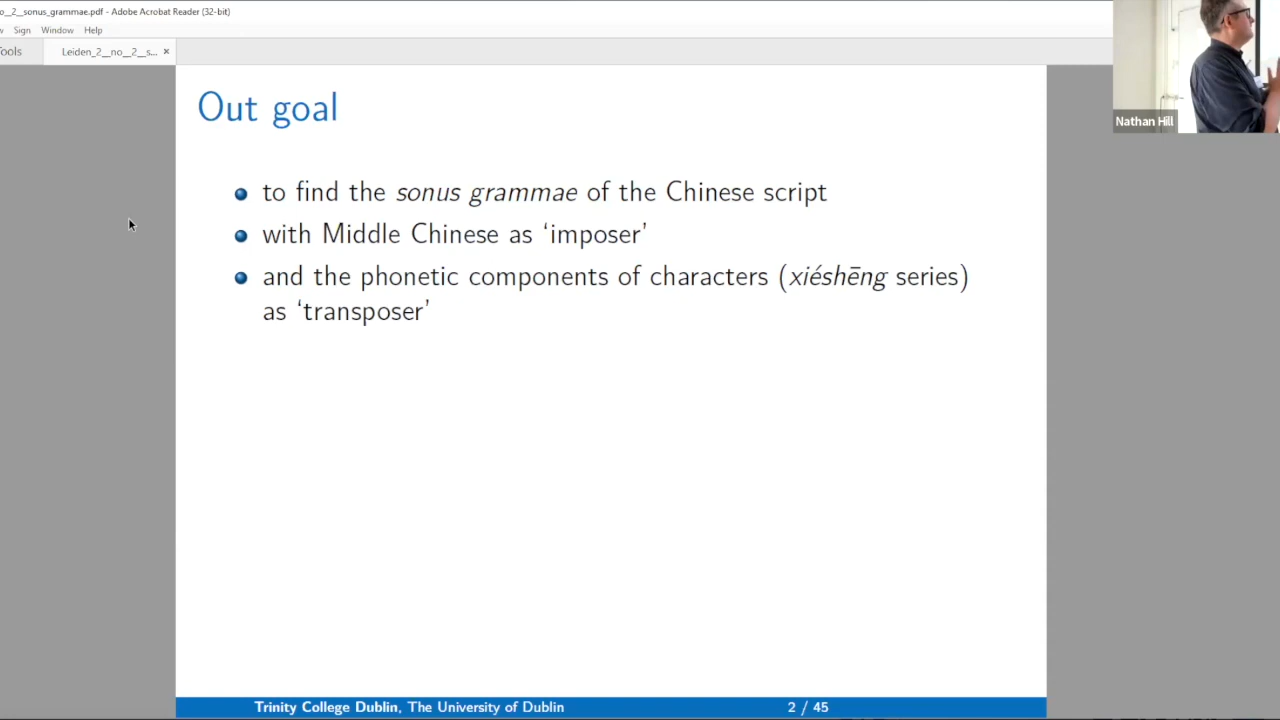 o__2__sonus_grammae.pdf - Adobe Acrobat Reader (32-bit)
Sign Window Help
Tools
Leiden_2__no__2__s... ×
Out goal
to find the sonus grammae of the Chinese script
with Middle Chinese as ‘imposer’
and the phonetic components of characters (xiéshēng series)
as ‘transposer’
Nathan Hill
Trinity College Dublin, The University of Dublin 2 / 45